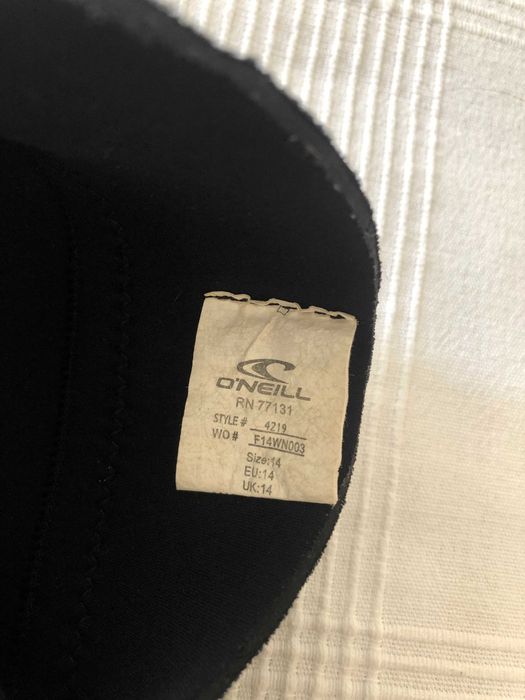 O'NEILL
RN 77131
STYLE # 4219
WO# F14WN003
Size:14
EU:14
UK:14